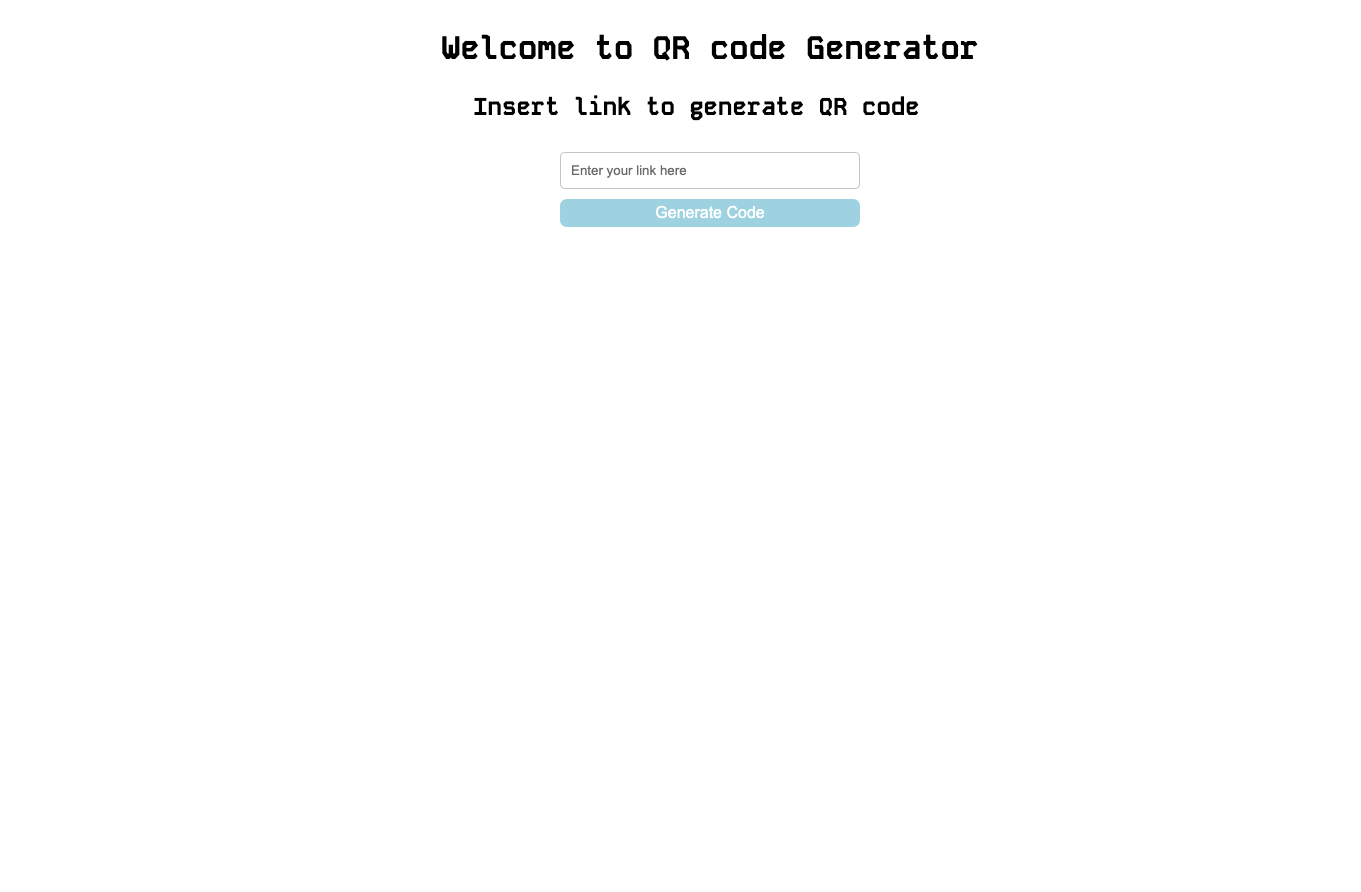 Welcome to QR code Generator
Insert link to generate QR code
Enter your link here
Generate Code